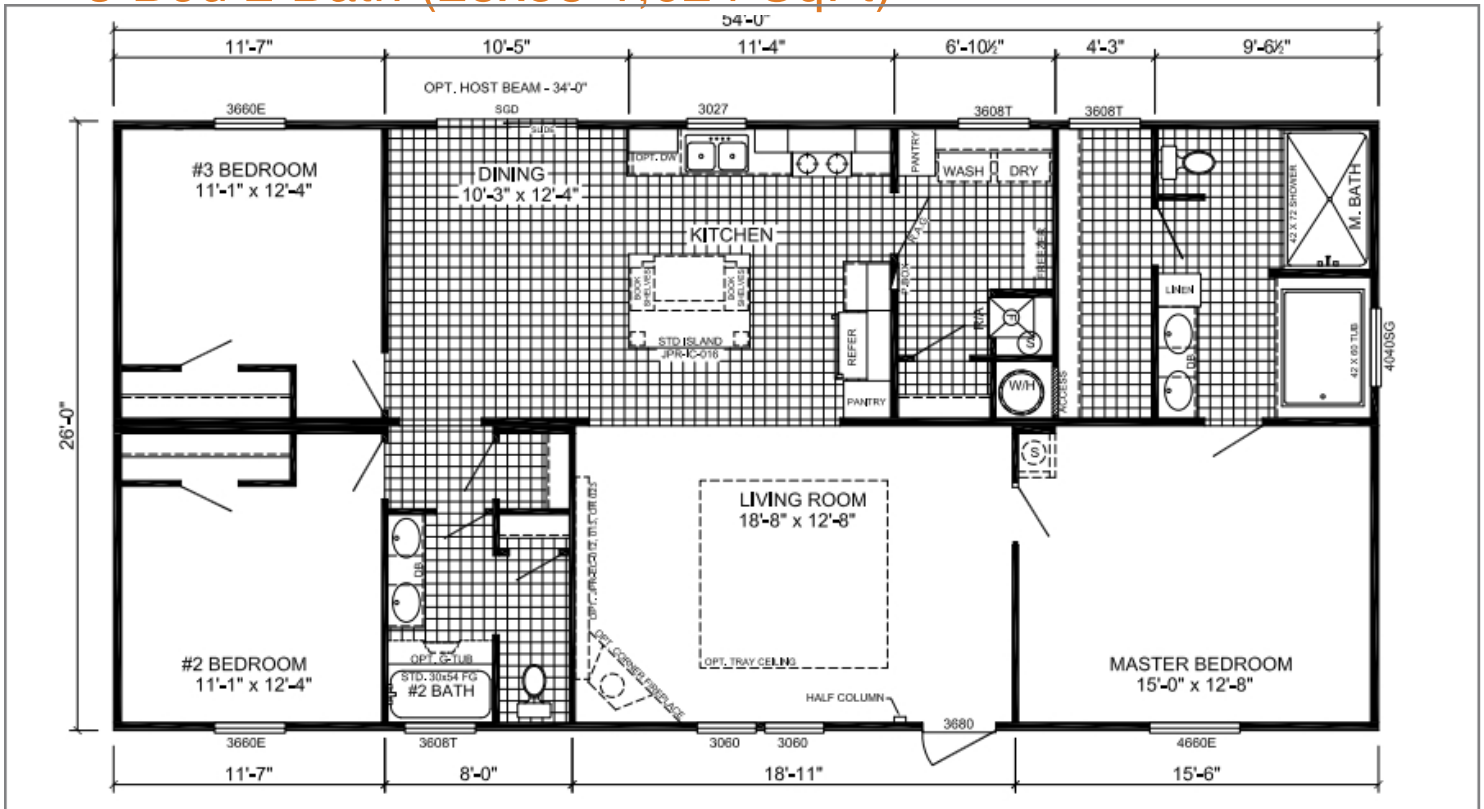 54'-0"
11'-7" 10'-5" 11'-4" 6'-10½" 4'-3" 9'-6½"
OPT. HOST BEAM - 34'-0"
3660E SGD 3027 3608T 3608T
SLIDE
#3 BEDROOM
11'-1" x 12'-4"
DINING
10'-3" x 12'-4"
OPT. DW
PANTRY
WASH DRY
42 X 72 SHOWER
M. BATH
KITCHEN
R.A.G.
FREEZER
P.BOX
BOOK SHELVES
BOOK SHELVES
LINEN
STD ISLAND
JPR-IC-016
REFER
R/A
F
S
DB
42 X 60 TUB
4040SG
PANTRY
W/H
ACCESS
26'-0"
S
LIVING ROOM
18'-8" x 12'-8"
DB
OPT. TRAY CEILING
OPT. CORNER FIREPLACE
#2 BEDROOM
11'-1" x 12'-4"
OPT. G-TUB
STD. 30x54 FG
#2 BATH
MASTER BEDROOM
15'-0" x 12'-8"
HALF COLUMN
3680
3660E 3608T 3060 3060 4660E
11'-7" 8'-0" 18'-11" 15'-6"